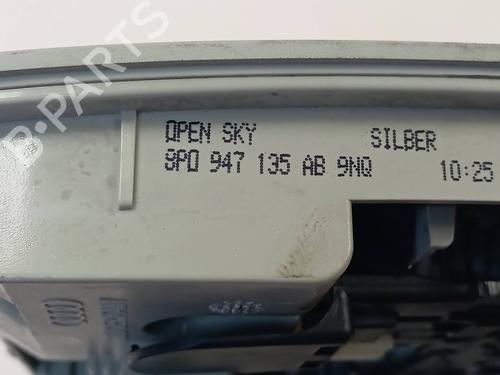 OPEN SKY SILBER
8P0 947 135 AB 9NQ 10:25
B-PARTS